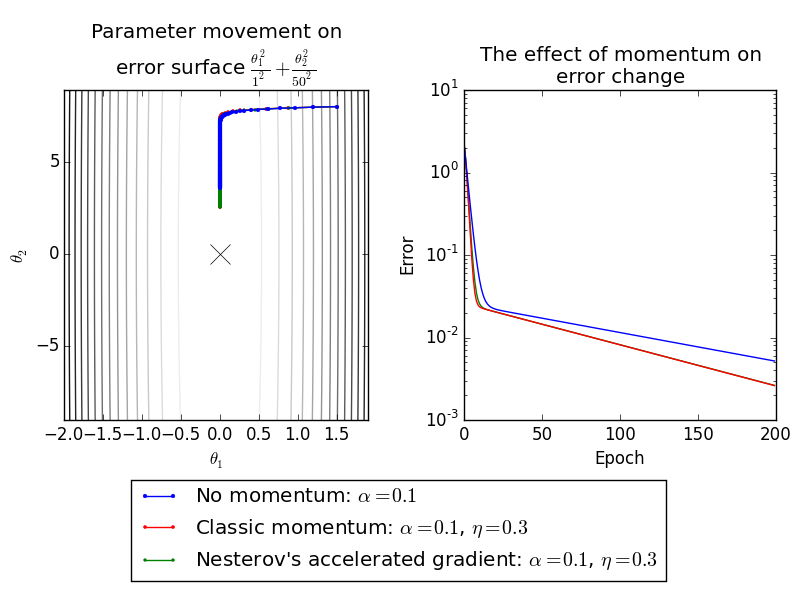 Parameter movement on
error surface θ₁²/1² + θ₂²/50²
5
0
−5
θ₂
−2.0 −1.5 −1.0 −0.5 0.0 0.5 1.0 1.5
θ₁
The effect of momentum on
error change
10¹
10⁰
10⁻¹
10⁻²
10⁻³
Error
0 50 100 150 200
Epoch
No momentum: α=0.1
Classic momentum: α=0.1, η=0.3
Nesterov's accelerated gradient: α=0.1, η=0.3